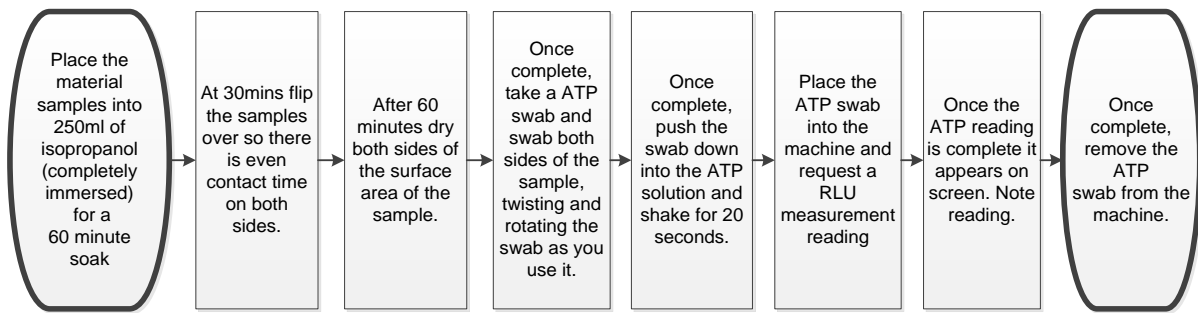 Place the
material
samples into
250ml of
isopropanol
(completely
immersed)
for a
60 minute
soak
At 30mins flip
the samples
over so there
is even
contact time
on both
sides.
After 60
minutes dry
both sides of
the surface
area of the
sample.
Once
complete,
take a ATP
swab and
swab both
sides of the
sample,
twisting and
rotating the
swab as you
use it.
Once
complete,
push the
swab down
into the ATP
solution and
shake for 20
seconds.
Place the
ATP swab
into the
machine and
request a
RLU
measurement
reading
Once the
ATP reading
is complete it
appears on
screen. Note
reading.
Once
complete,
remove the
ATP
swab from the
machine.